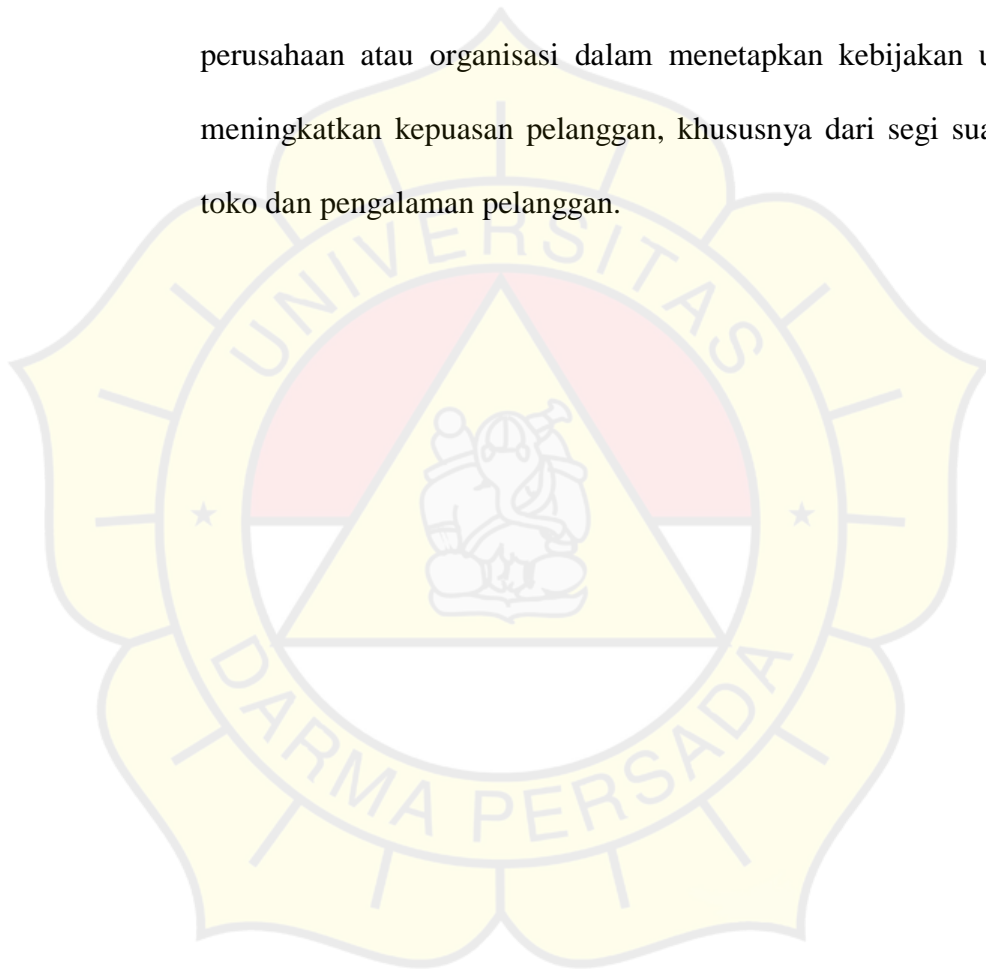 perusahaan atau organisasi dalam menetapkan kebijakan
meningkatkan kepuasan pelanggan, khususnya dari segi
toko dan pengalaman pelanggan.
UNIVERSITAS
DARMA PERSADA